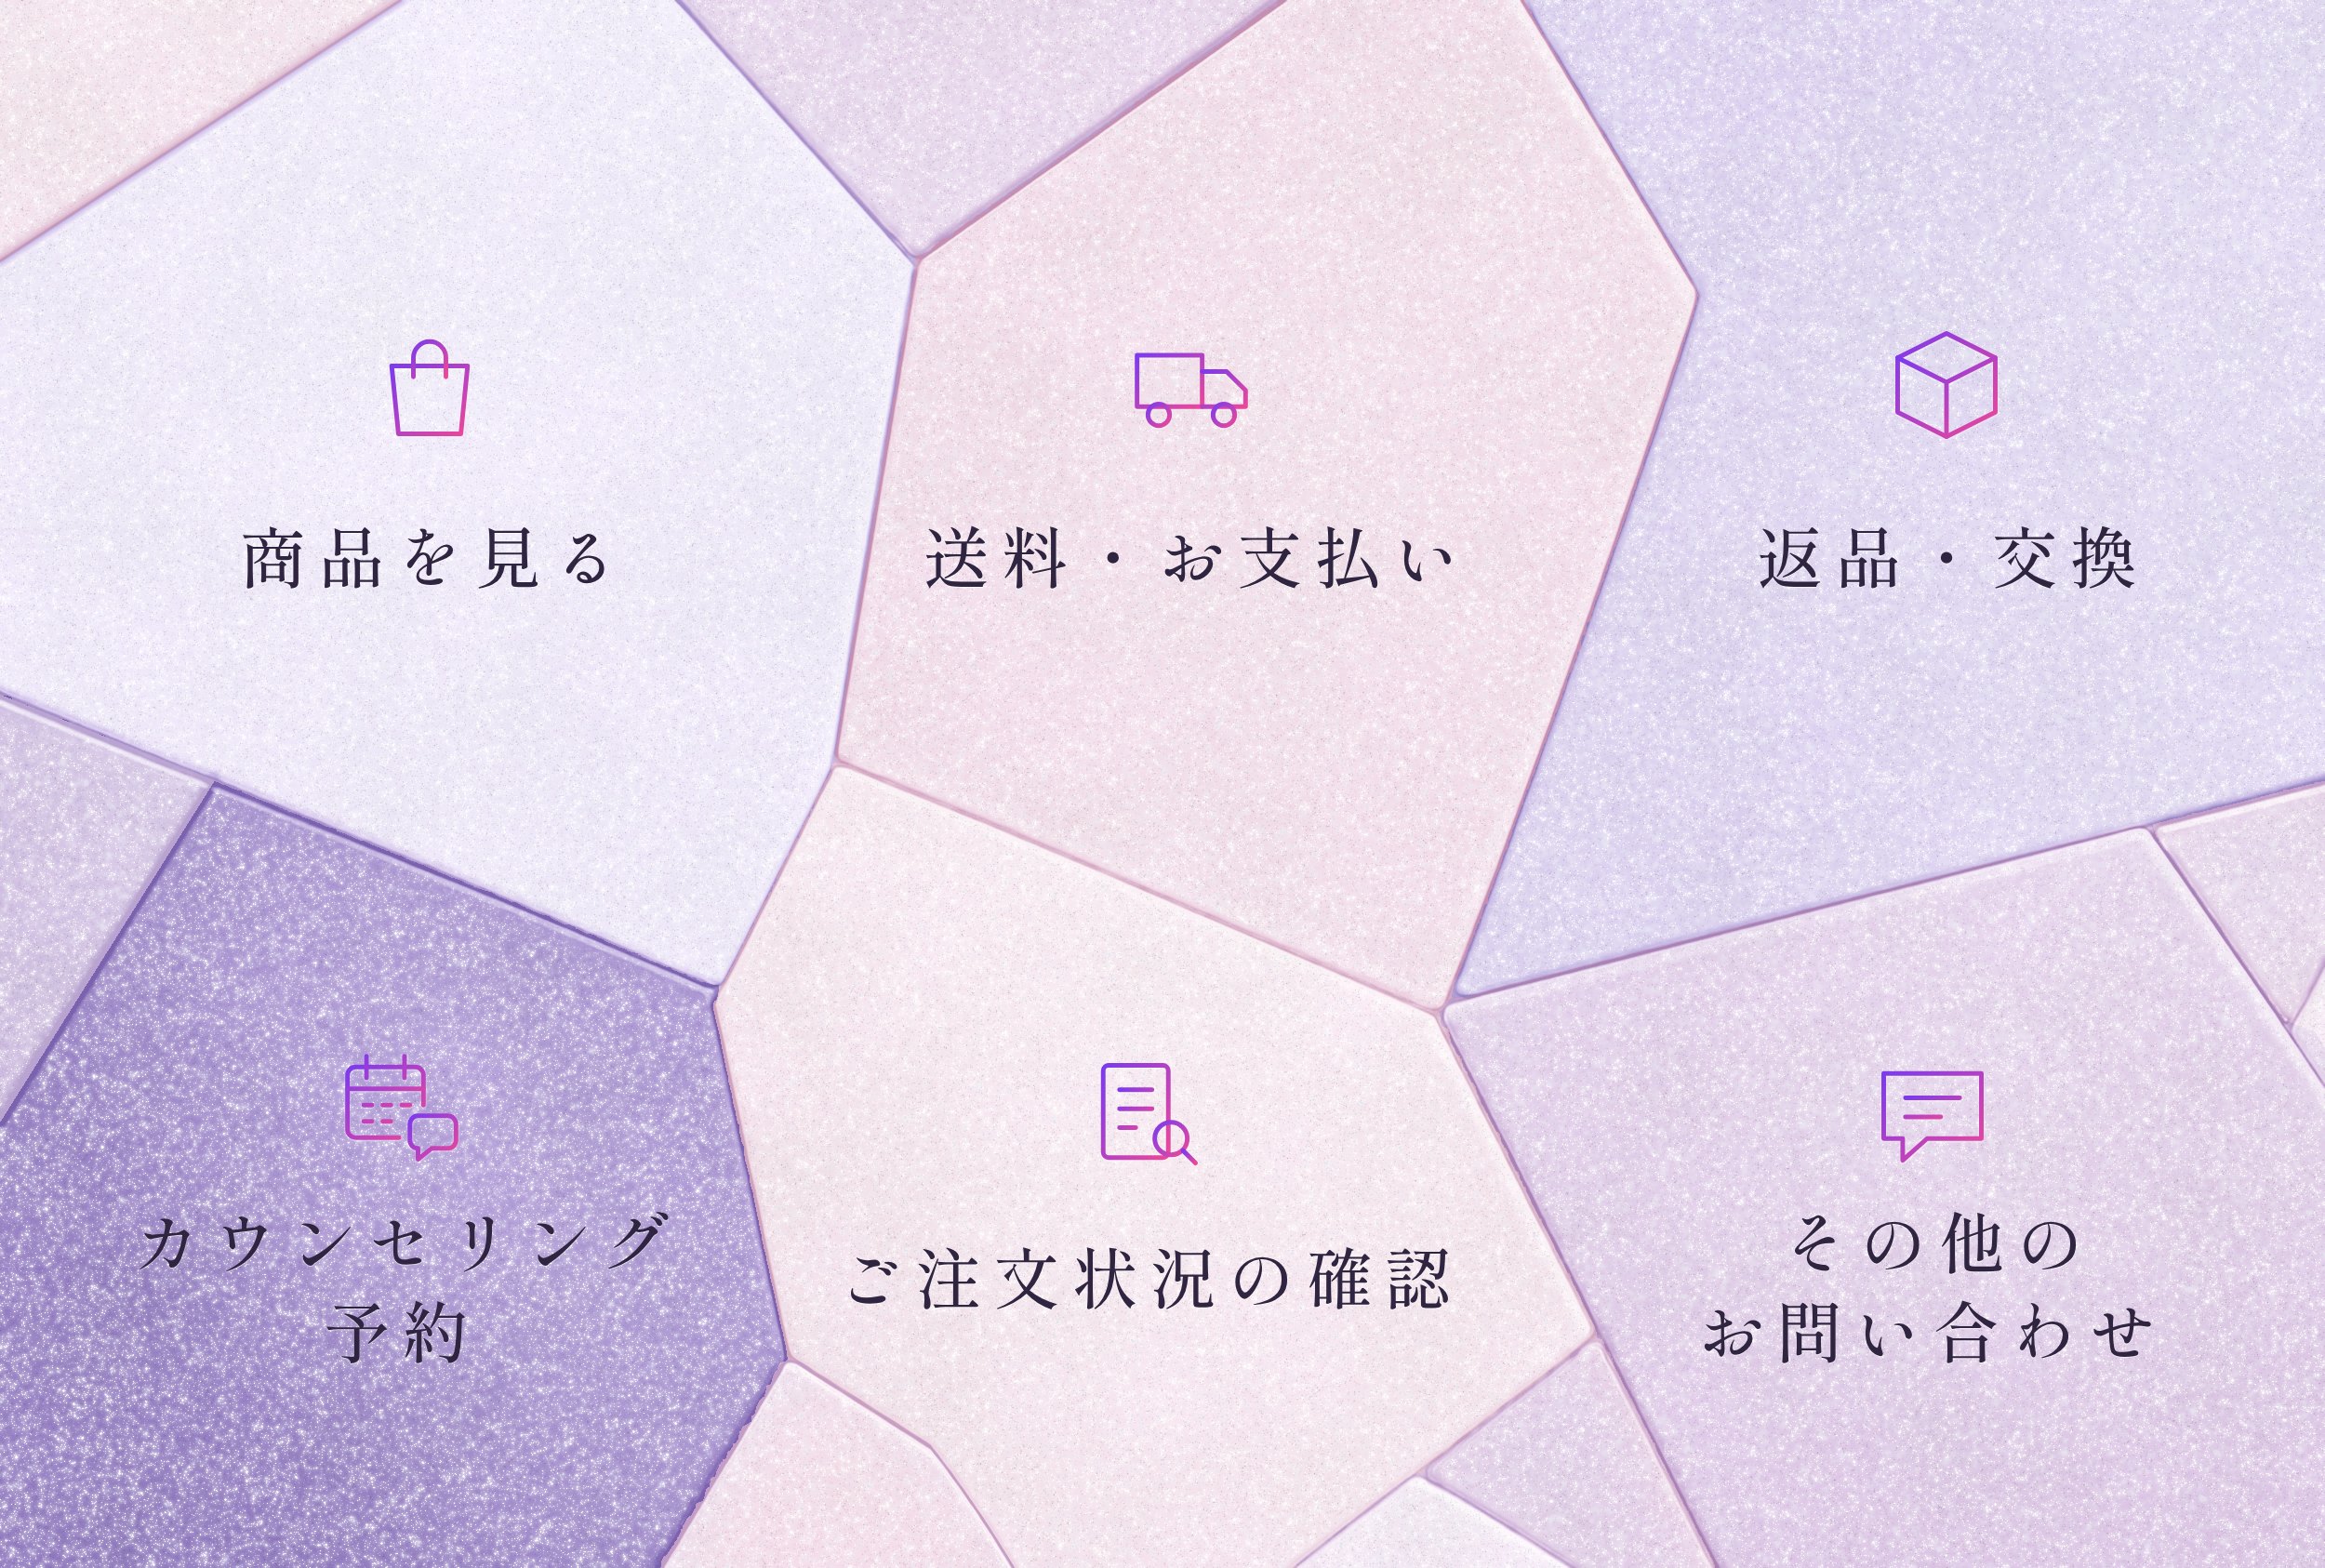 商品を見る
送料・お支払い
返品・交換
カウンセリング
予約
ご注文状況の確認
その他の
お問い合わせ